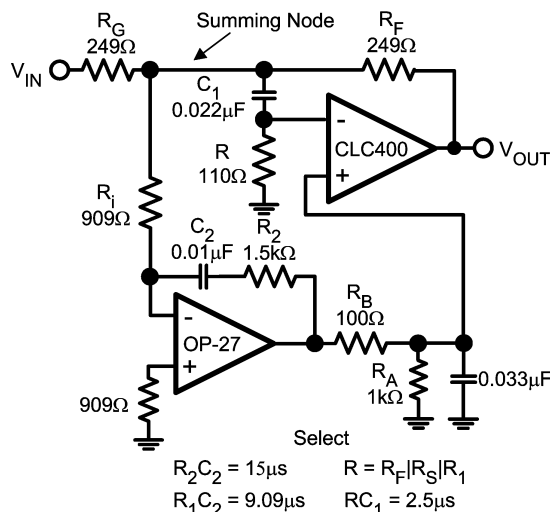 Summing Node
R_G
249Ω
R_F
249Ω
V_IN
C_1
0.022μF
-
CLC400
+
V_OUT
R
110Ω
R_i
909Ω
C_2
0.01μF
R_2
1.5kΩ
-
OP-27
+
R_B
100Ω
R_A
1kΩ
0.033μF
909Ω
Select
R_2C_2 = 15μs
R = R_F|R_S|R_1
R_1C_2 = 9.09μs
RC_1 = 2.5μs